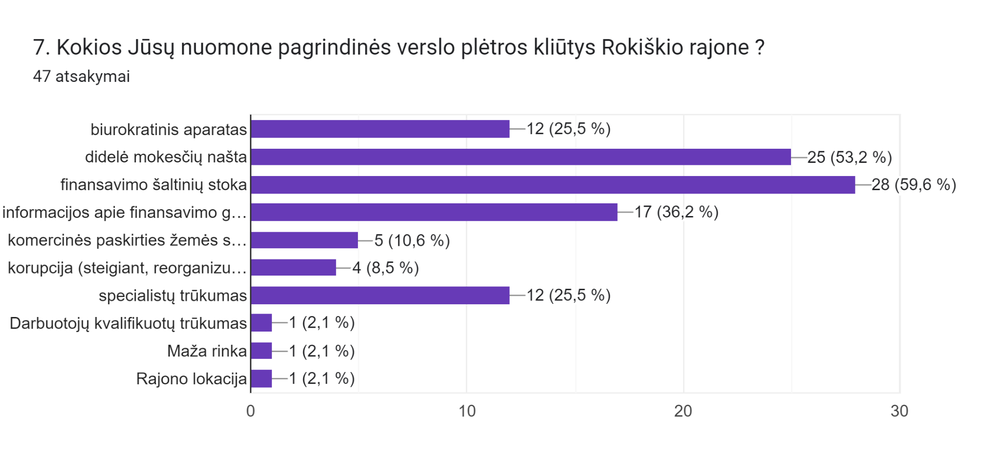 7. Kokios Jūsų nuomone pagrindinės verslo plėtros kliūtys Rokiškio rajone ?
47 atsakymai
biurokratinis aparatas 12 (25,5 %)
didelė mokesčių našta 25 (53,2 %)
finansavimo šaltinių stoka 28 (59,6 %)
informacijos apie finansavimo g… 17 (36,2 %)
komercinės paskirties žemės s… 5 (10,6 %)
korupcija (steigiant, reorganizu… 4 (8,5 %)
specialistų trūkumas 12 (25,5 %)
Darbuotojų kvalifikuotų trūkumas 1 (2,1 %)
Maža rinka 1 (2,1 %)
Rajono lokacija 1 (2,1 %)
0 10 20 30